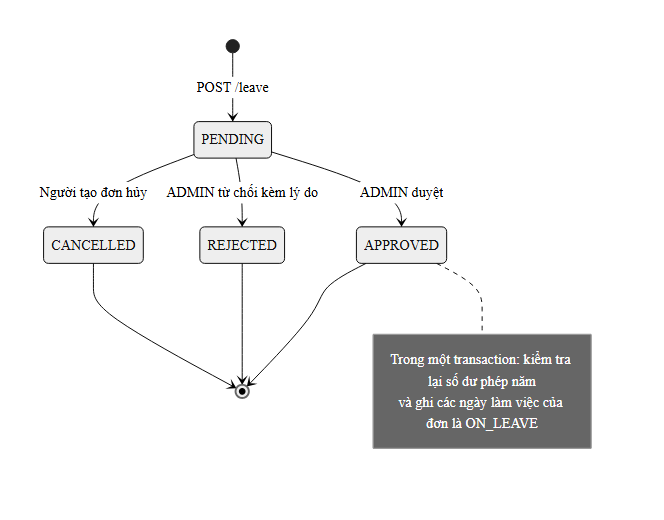 POST /leave
PENDING
Người tạo đơn hủy
ADMIN từ chối kèm lý do
ADMIN duyệt
CANCELLED
REJECTED
APPROVED
Trong một transaction: kiểm tra
lại số dư phép năm
và ghi các ngày làm việc của
đơn là ON_LEAVE